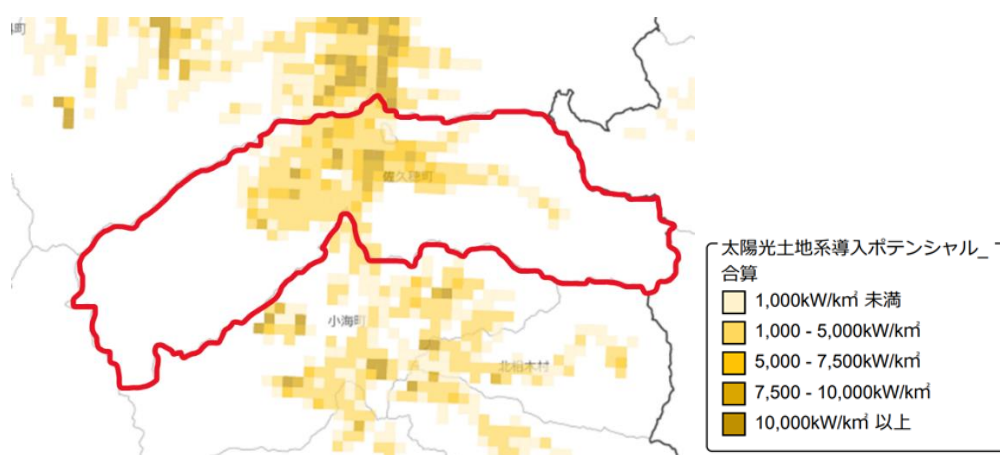 佐久穂町
小海町
北相木村
太陽光土地系導入ポテンシャル_
合算
1,000kW/k㎡ 未満
1,000 - 5,000kW/k㎡
5,000 - 7,500kW/k㎡
7,500 - 10,000kW/k㎡
10,000kW/k㎡ 以上